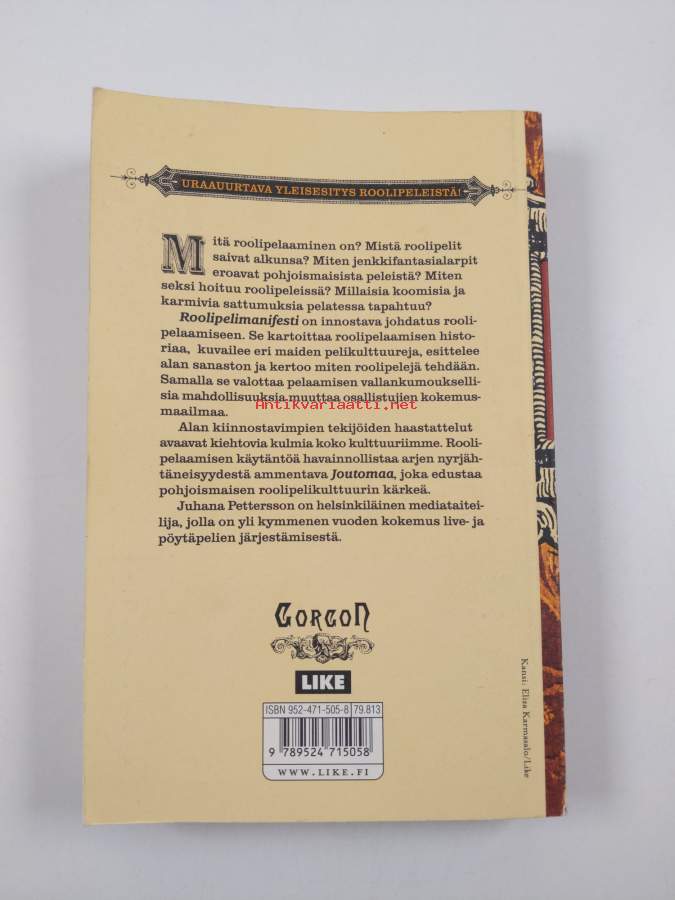 URAAUURTAVA YLEISESITYS ROOLIPELEISTÄ!
Mitä roolipelaaminen on? Mistä roolipelit
saivat alkunsa? Miten jenkkifantasialarpit
eroavat pohjoismaisista peleistä? Miten
seksi hoituu roolipeleissä? Millaisia koomisia ja
karmivia sattumuksia pelatessa tapahtuu?
Roolipelimanifesti on innostava johdatus rooli-
pelaamiseen. Se kartoittaa roolipelaamisen histo-
riaa, kuvailee eri maiden pelikulttuureja, esittelee
alan sanaston ja kertoo miten roolipelejä tehdään.
Samalla se valottaa pelaamisen vallankumoukselli-
sia mahdollisuuksia muuttaa osallistujien kokemus-
maailmaa.
Antikvariaatti.net
Alan kiinnostavimpien tekijöiden haastattelut
avaavat kiehtovia kulmia koko kulttuuriimme. Rooli-
pelaamisen käytäntöä havainnollistaa arjen nyrjäh-
täneisyydestä ammentava Joutomaa, joka edustaa
pohjoismaisen roolipelikulttuurin kärkeä.
Juhana Pettersson on helsinkiläinen mediataitei-
lija, jolla on yli kymmenen vuoden kokemus live- ja
pöytäpelien järjestämisestä.
GORGON
LIKE
ISBN 952-471-505-8 79.813
9 789524 715058
WWW.LIKE.FI
Kansi: Eliza Karmasalo/Like